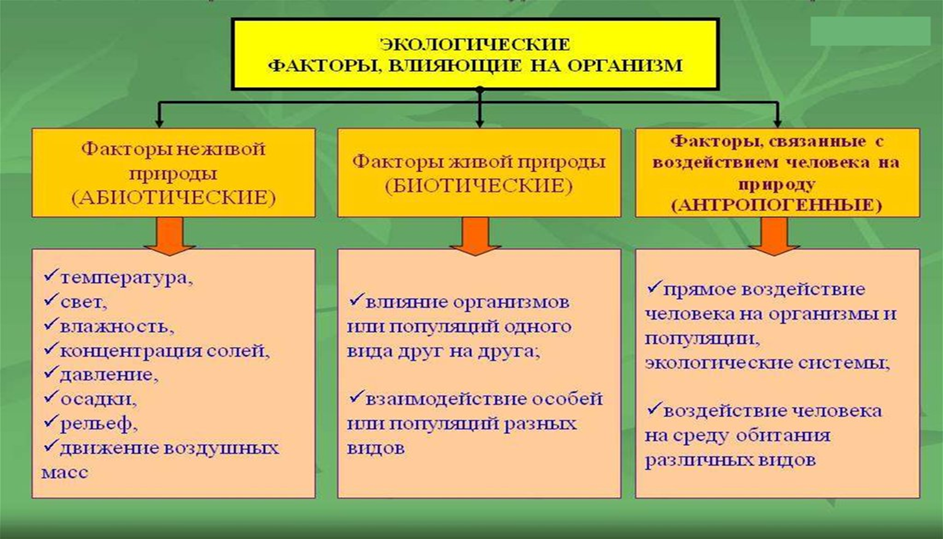 ЭКОЛОГИЧЕСКИЕ
ФАКТОРЫ, ВЛИЯЮЩИЕ НА ОРГАНИЗМ
Факторы неживой
природы
(АБИОТИЧЕСКИЕ)
Факторы живой природы
(БИОТИЧЕСКИЕ)
Факторы, связанные с
воздействием человека на
природу
(АНТРОПОГЕННЫЕ)
✓температура,
✓свет,
✓влажность,
✓концентрация солей,
✓давление,
✓осадки,
✓рельеф,
✓движение воздушных
масс
✓влияние организмов
или популяций одного
вида друг на друга;
✓взаимодействие особей
или популяций разных
видов
✓прямое воздействие
человека на организмы и
популяции,
экологические системы;
✓воздействие человека
на среду обитания
различных видов